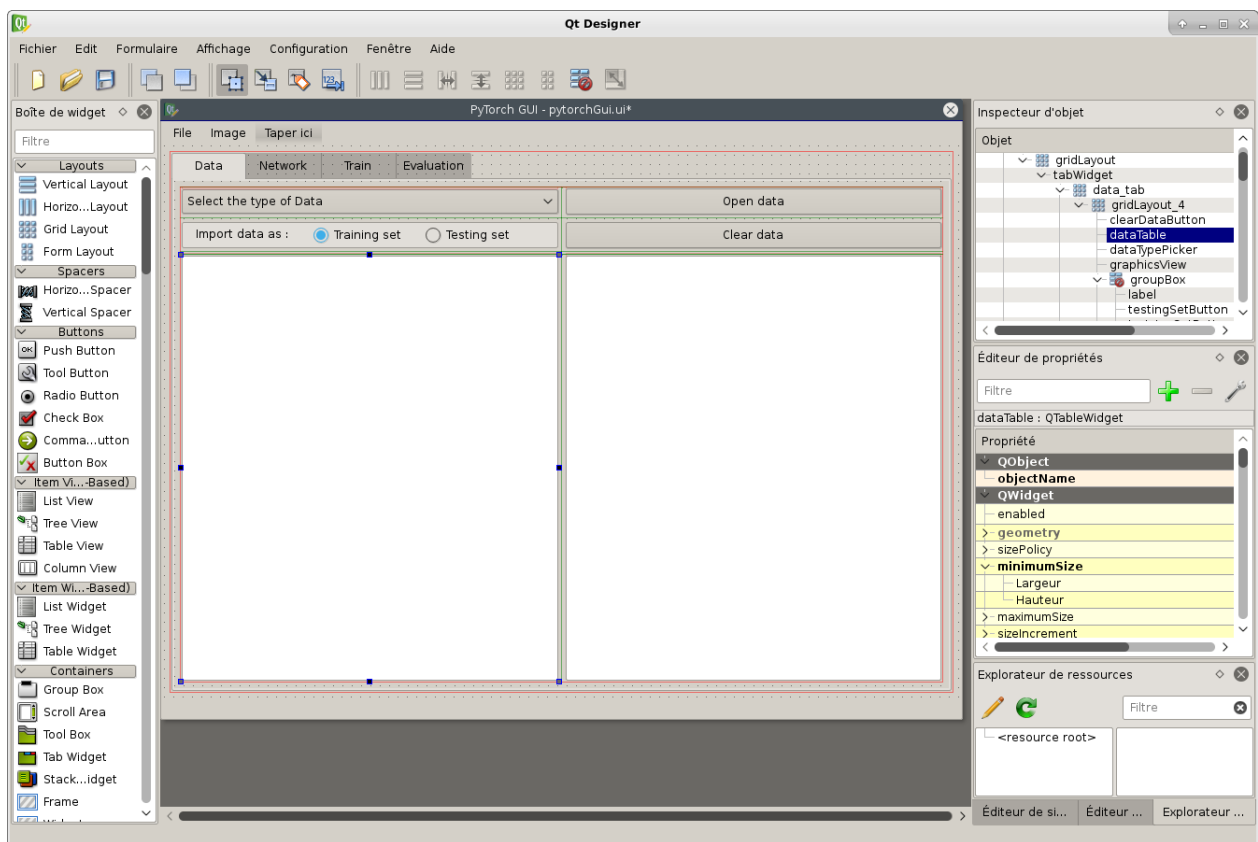 Qt Designer
Fichier Edit Formulaire Affichage Configuration Fenêtre Aide
Boîte de widget
Filtre
Layouts
Vertical Layout
Horizo...Layout
Grid Layout
Form Layout
Spacers
Horizo...Spacer
Vertical Spacer
Buttons
OK Push Button
Tool Button
Radio Button
Check Box
Comma...utton
Button Box
Item Vi...-Based)
List View
Tree View
Table View
Column View
Item Wi...-Based)
List Widget
Tree Widget
Table Widget
Containers
Group Box
Scroll Area
Tool Box
Tab Widget
Stack...idget
Frame
PyTorch GUI - pytorchGui.ui*
File Image Taper ici
Data Network Train Evaluation
Select the type of Data
Open data
Import data as : Training set Testing set
Clear data
Inspecteur d'objet
Objet
gridLayout
tabWidget
data_tab
gridLayout_4
clearDataButton
dataTable
dataTypePicker
graphicsView
groupBox
label
testingSetButton
Éditeur de propriétés
Filtre
dataTable : QTableWidget
Propriété
QObject
objectName
QWidget
enabled
geometry
sizePolicy
minimumSize
Largeur
Hauteur
maximumSize
sizeIncrement
Explorateur de ressources
Filtre
<resource root>
Éditeur de si... Éditeur ... Explorateur ...